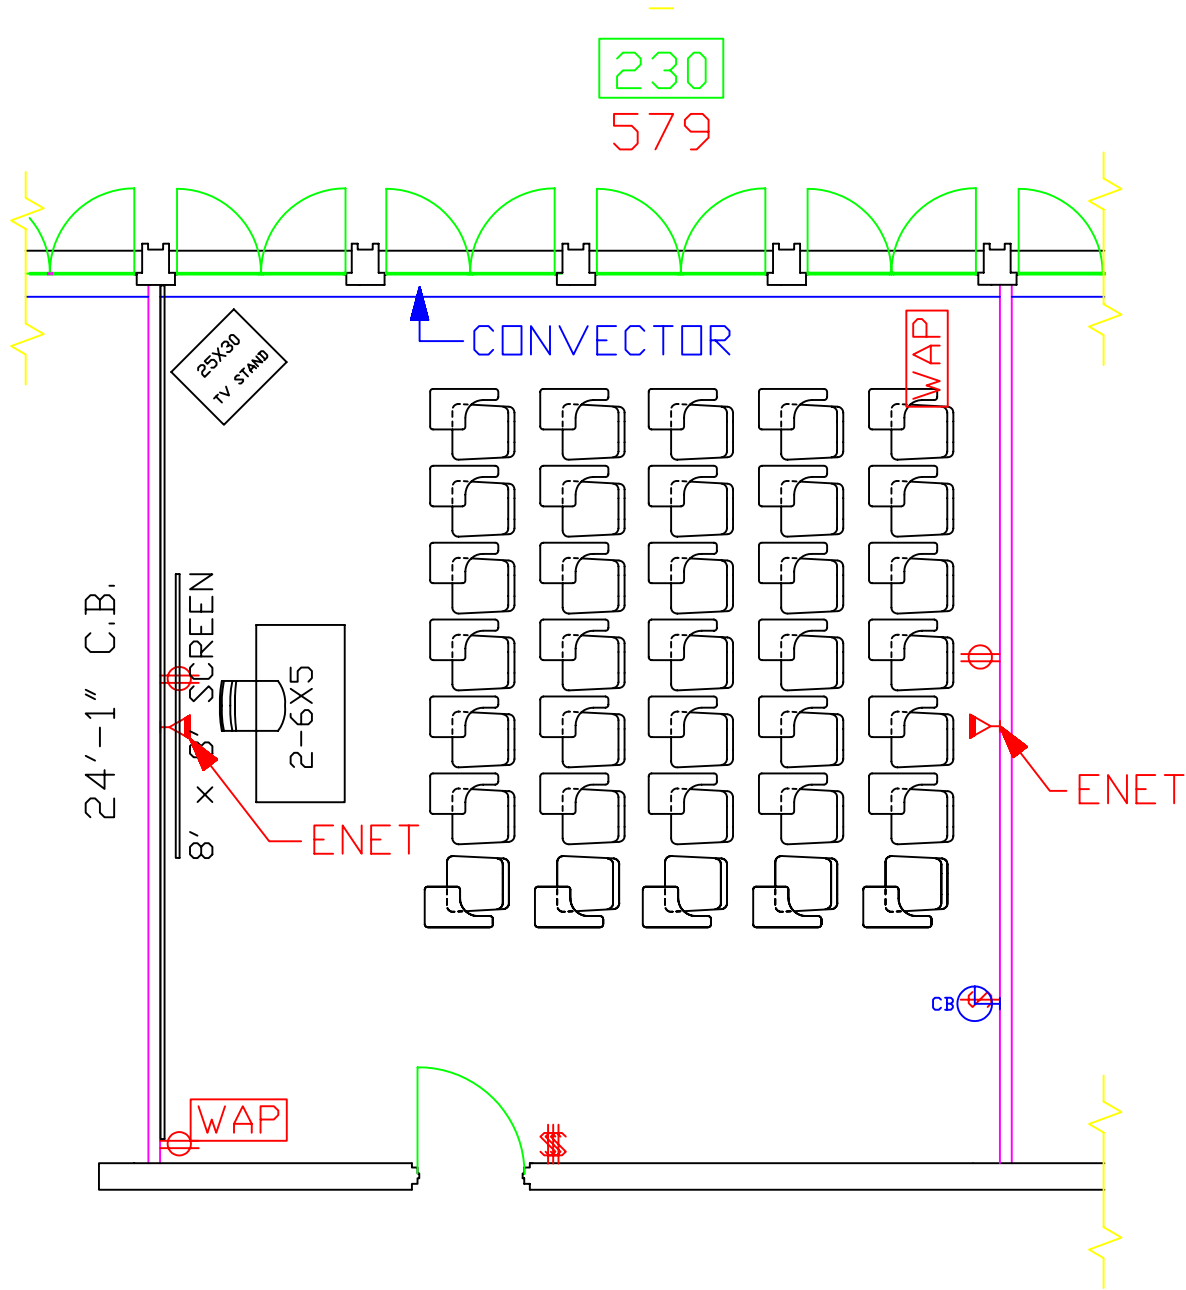 230
579
CONVECTOR
WAP
25X30
TV STAND
24'-1" C.B.
8' x 8' SCREEN
2-6X5
ENET
ENET
CB
WAP